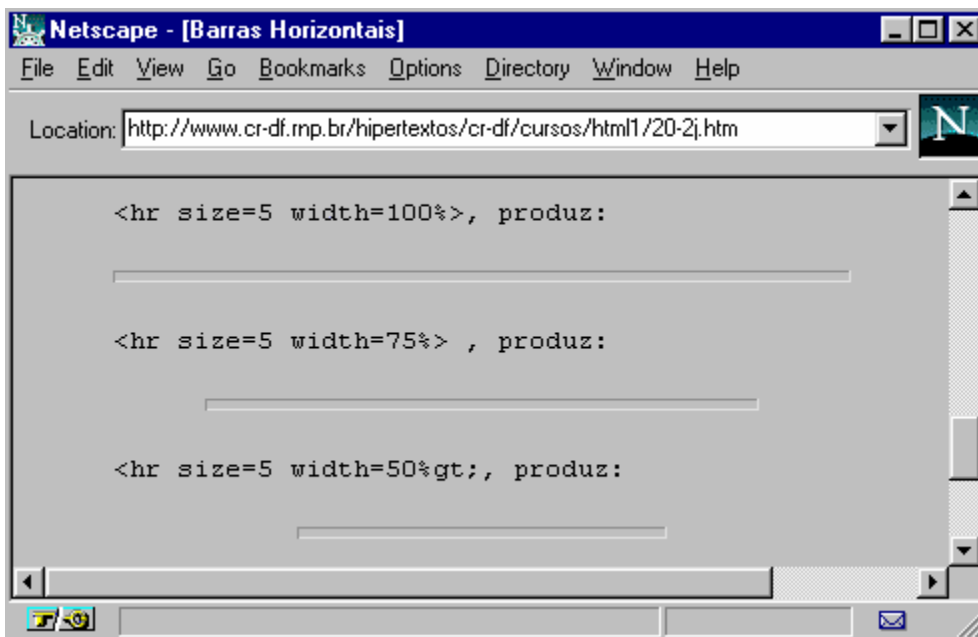 N
Netscape - [Barras Horizontais]
File Edit View Go Bookmarks Options Directory Window Help
Location: http://www.cr-df.rnp.br/hipertextos/cr-df/cursos/html1/20-2j.htm
N
<hr size=5 width=100%>, produz:
<hr size=5 width=75%> , produz:
<hr size=5 width=50%gt;, produz: